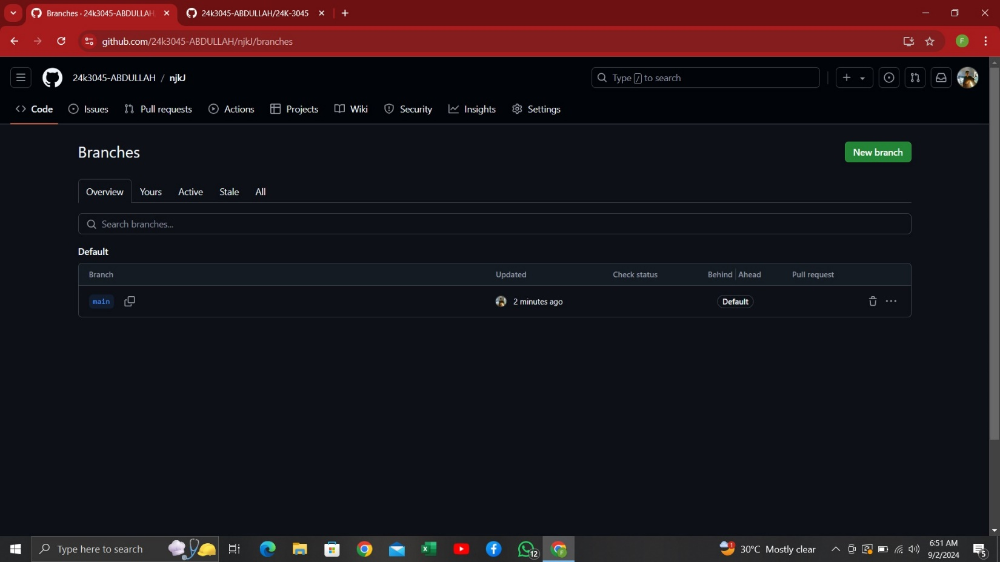 Branches · 24k3045-ABDULLAH
24k3045-ABDULLAH/24K-3045
github.com/24k3045-ABDULLAH/njkJ/branches
F
24k3045-ABDULLAH / njkJ
Type / to search
Code Issues Pull requests Actions Projects Wiki Security Insights Settings
Branches
New branch
Overview Yours Active Stale All
Search branches...
Default
Branch Updated Check status Behind Ahead Pull request
main 2 minutes ago Default
Type here to search
12
F
1
30°C Mostly clear
6:51 AM
9/2/2024
5